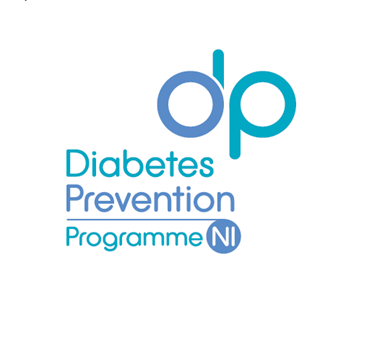 dp
Diabetes
Prevention
Programme NI